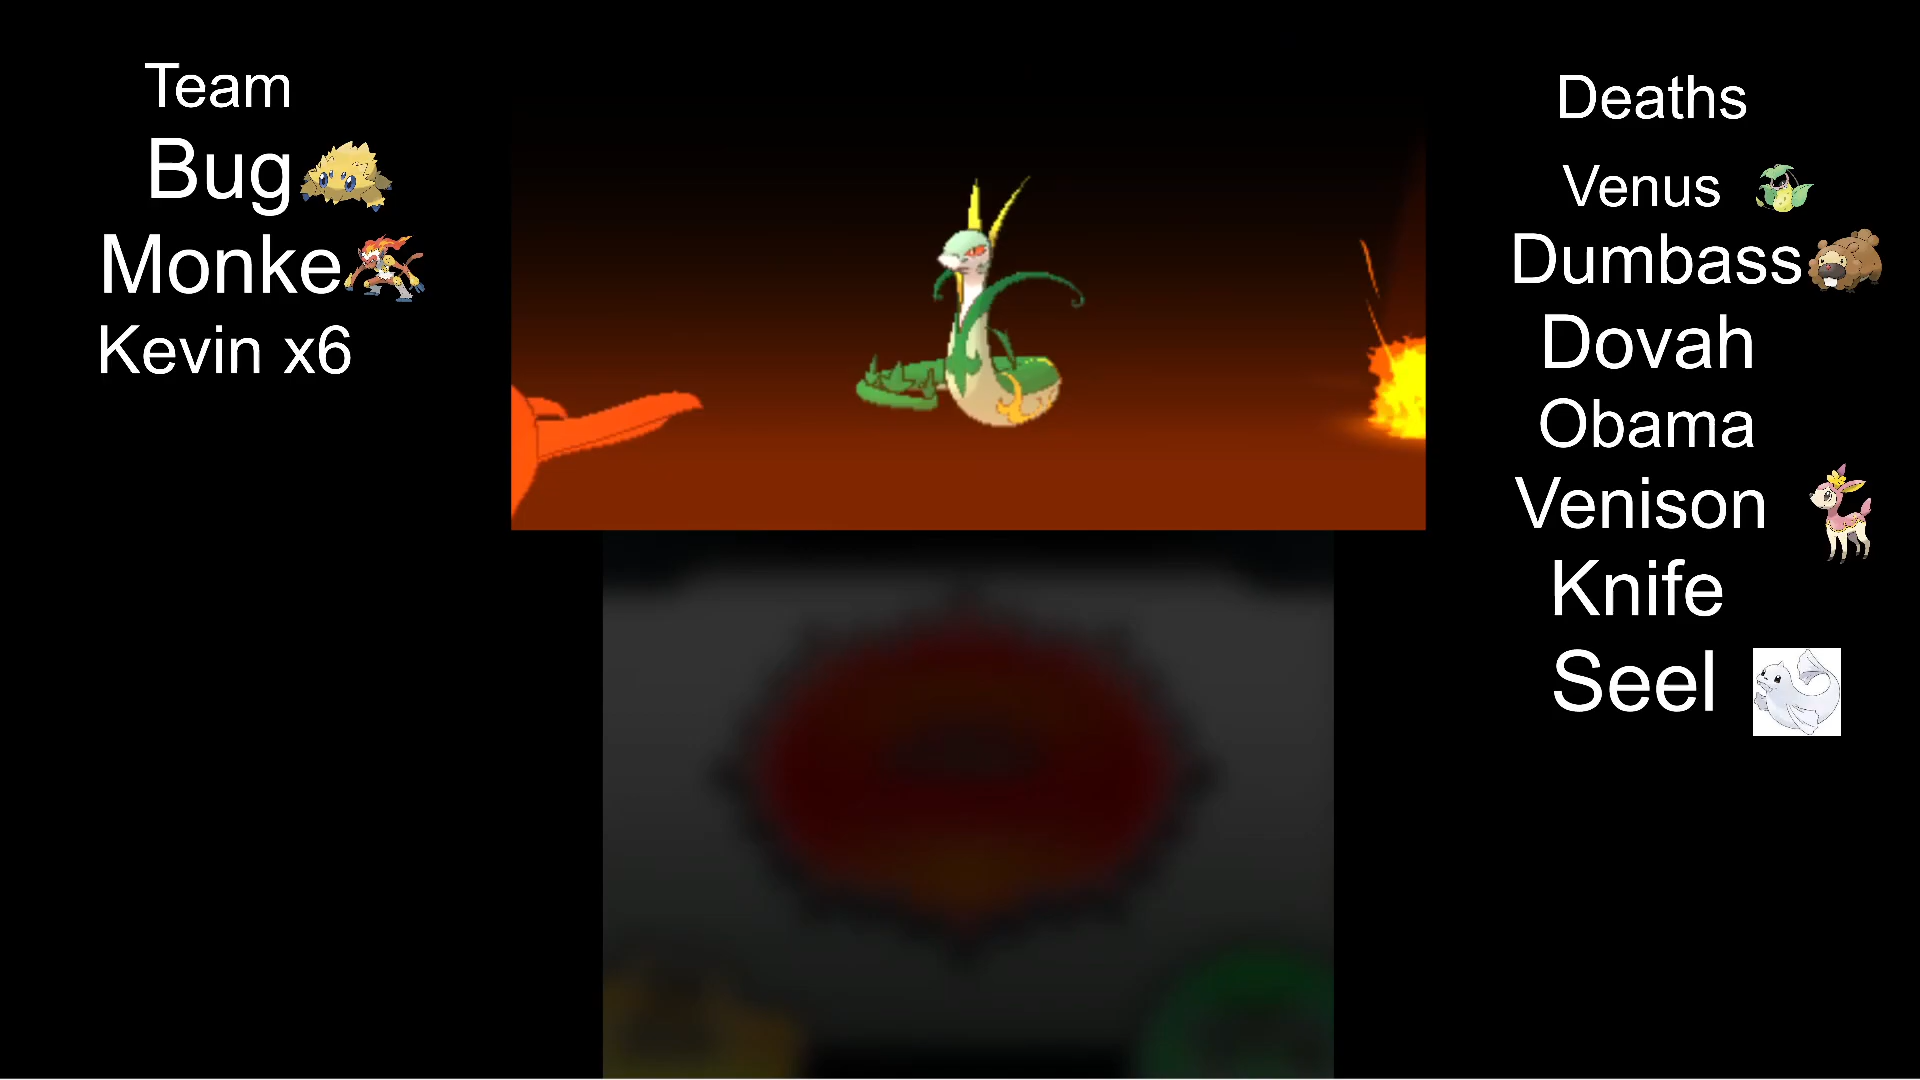 Team
Bug
Monke
Kevin x6
Deaths
Venus
Dumbass
Dovah
Obama
Venison
Knife
Seel